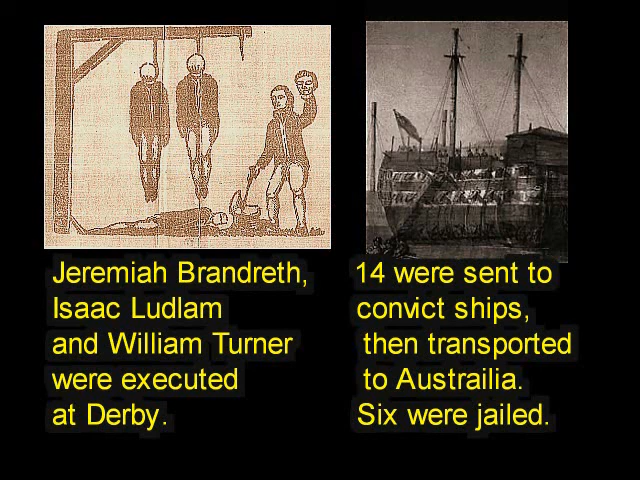 Jeremiah Brandreth,
Isaac Ludlam
and William Turner
were executed
at Derby.
14 were sent to
convict ships,
then transported
to Austrailia.
Six were jailed.